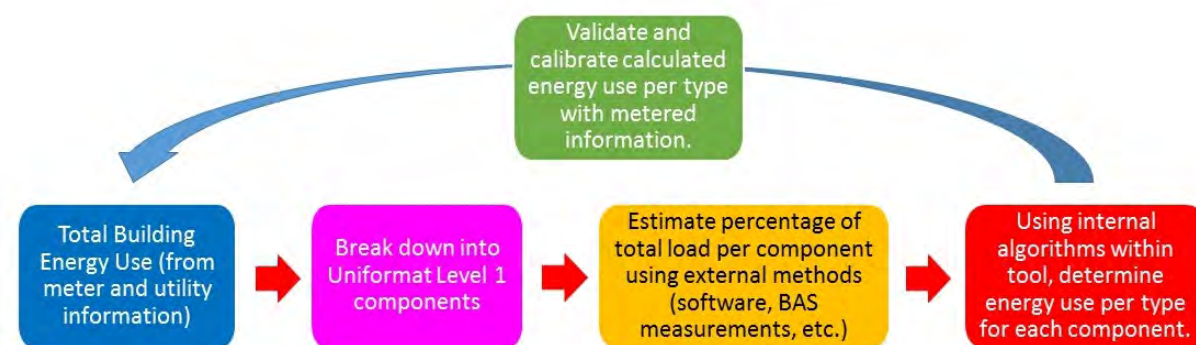 Validate and
calibrate calculated
energy use per type
with metered
information.
Total Building
Energy Use (from
meter and utility
information)
Break down into
Uniformat Level 1
components
Estimate percentage of
total load per component
using external methods
(software, BAS
measurements, etc.)
Using internal
algorithms within
tool, determine
energy use per type
for each component.